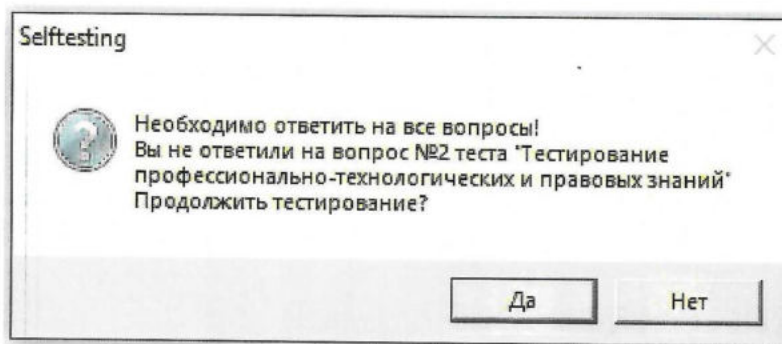 Selftesting
Необходимо ответить на все вопросы!
Вы не ответили на вопрос №2 теста "Тестирование
профессионально-технологических и правовых знаний"
Продолжить тестирование?
Да
Нет